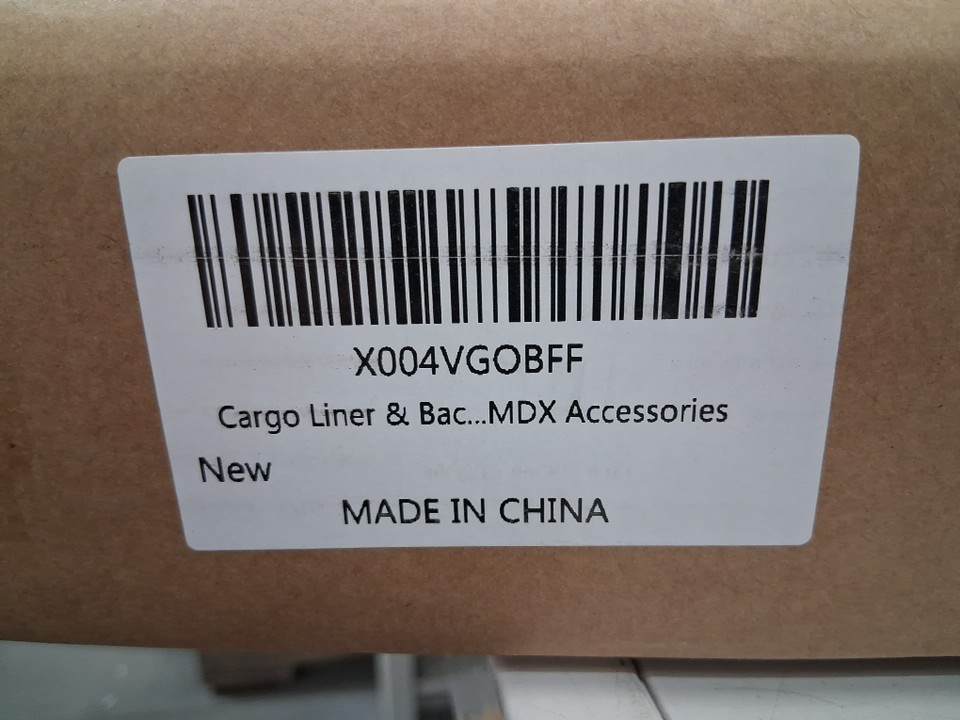 X004VGOBFF
Cargo Liner & Bac...MDX Accessories
New
MADE IN CHINA